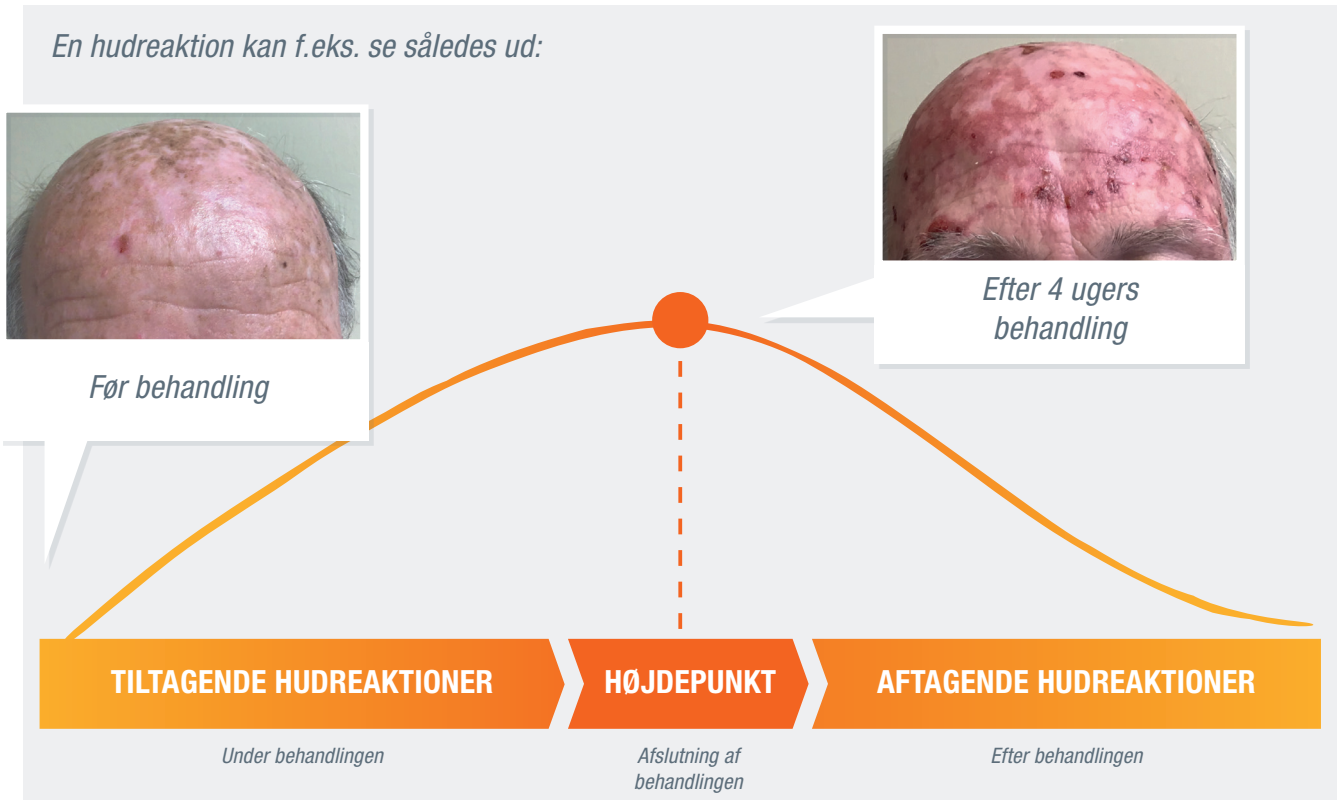 En hudreaktion kan f.eks. se således ud:
Før behandling
Efter 4 ugers
behandling
TILTAGENDE HUDREAKTIONER
HØJDEPUNKT
AFTAGENDE HUDREAKTIONER
Under behandlingen
Afslutning af
behandlingen
Efter behandlingen